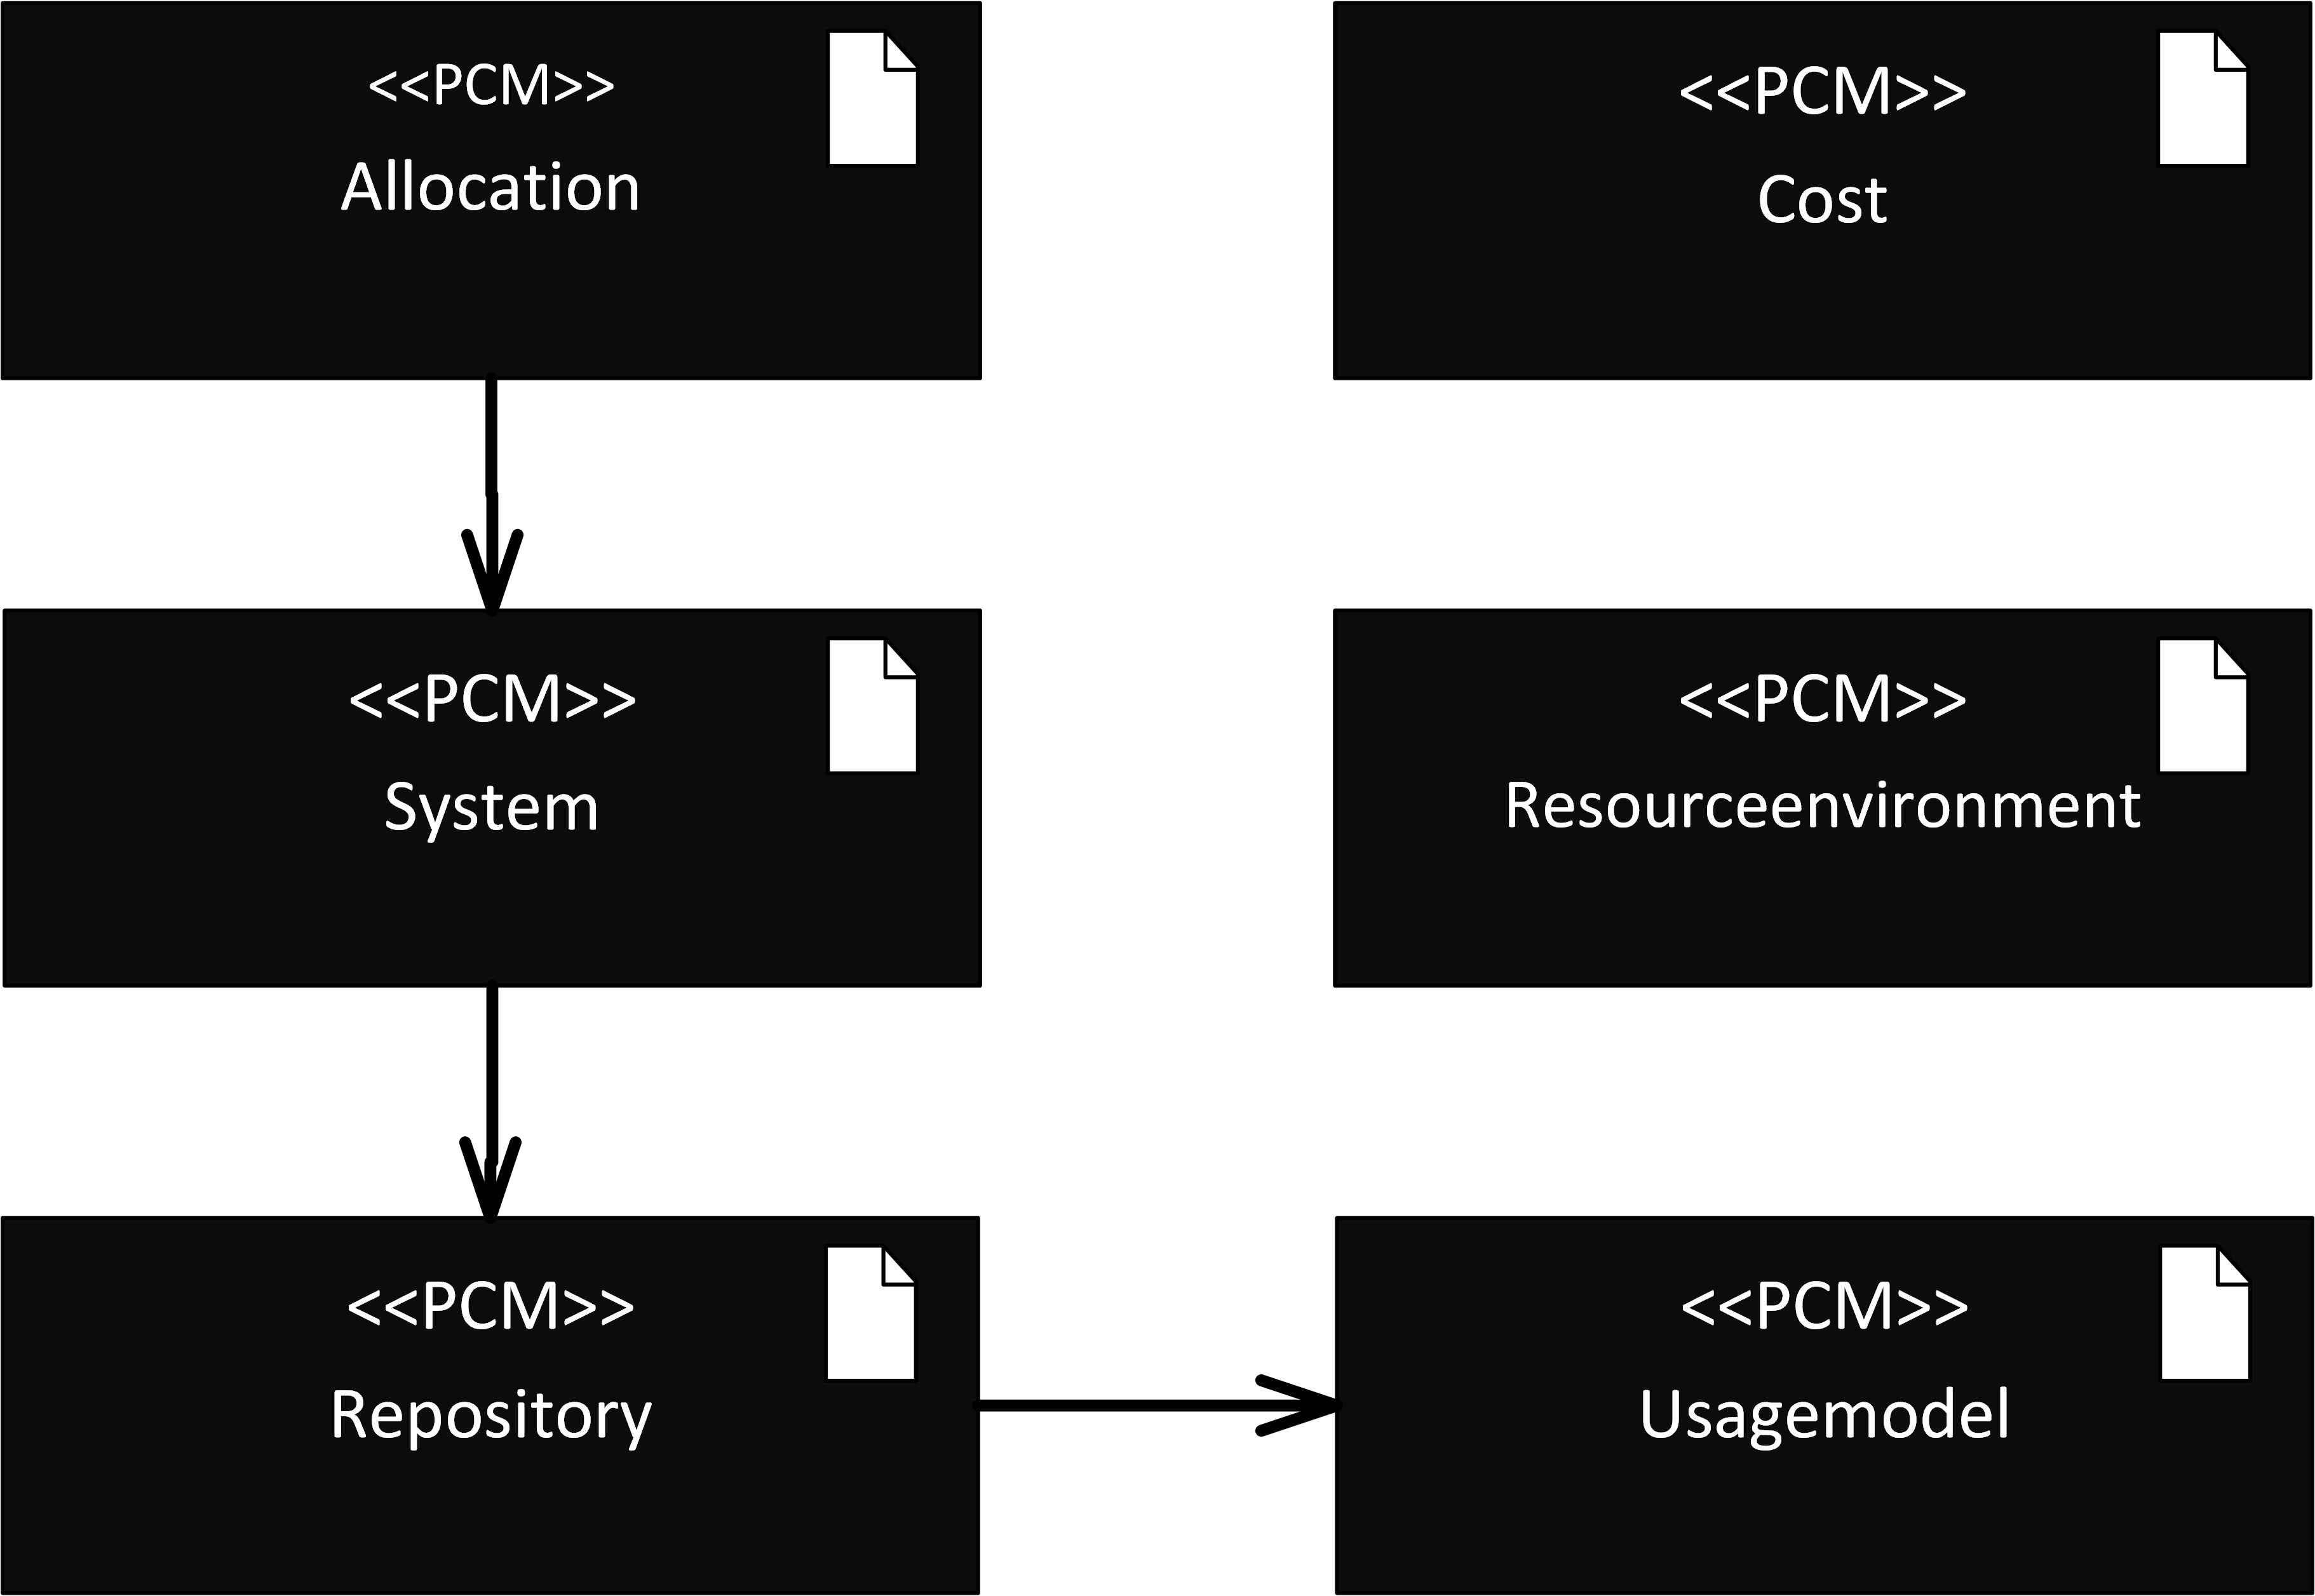 <<PCM>>
Allocation
<<PCM>>
Cost
<<PCM>>
System
<<PCM>>
Resourceenvironment
<<PCM>>
Repository
<<PCM>>
Usagemodel